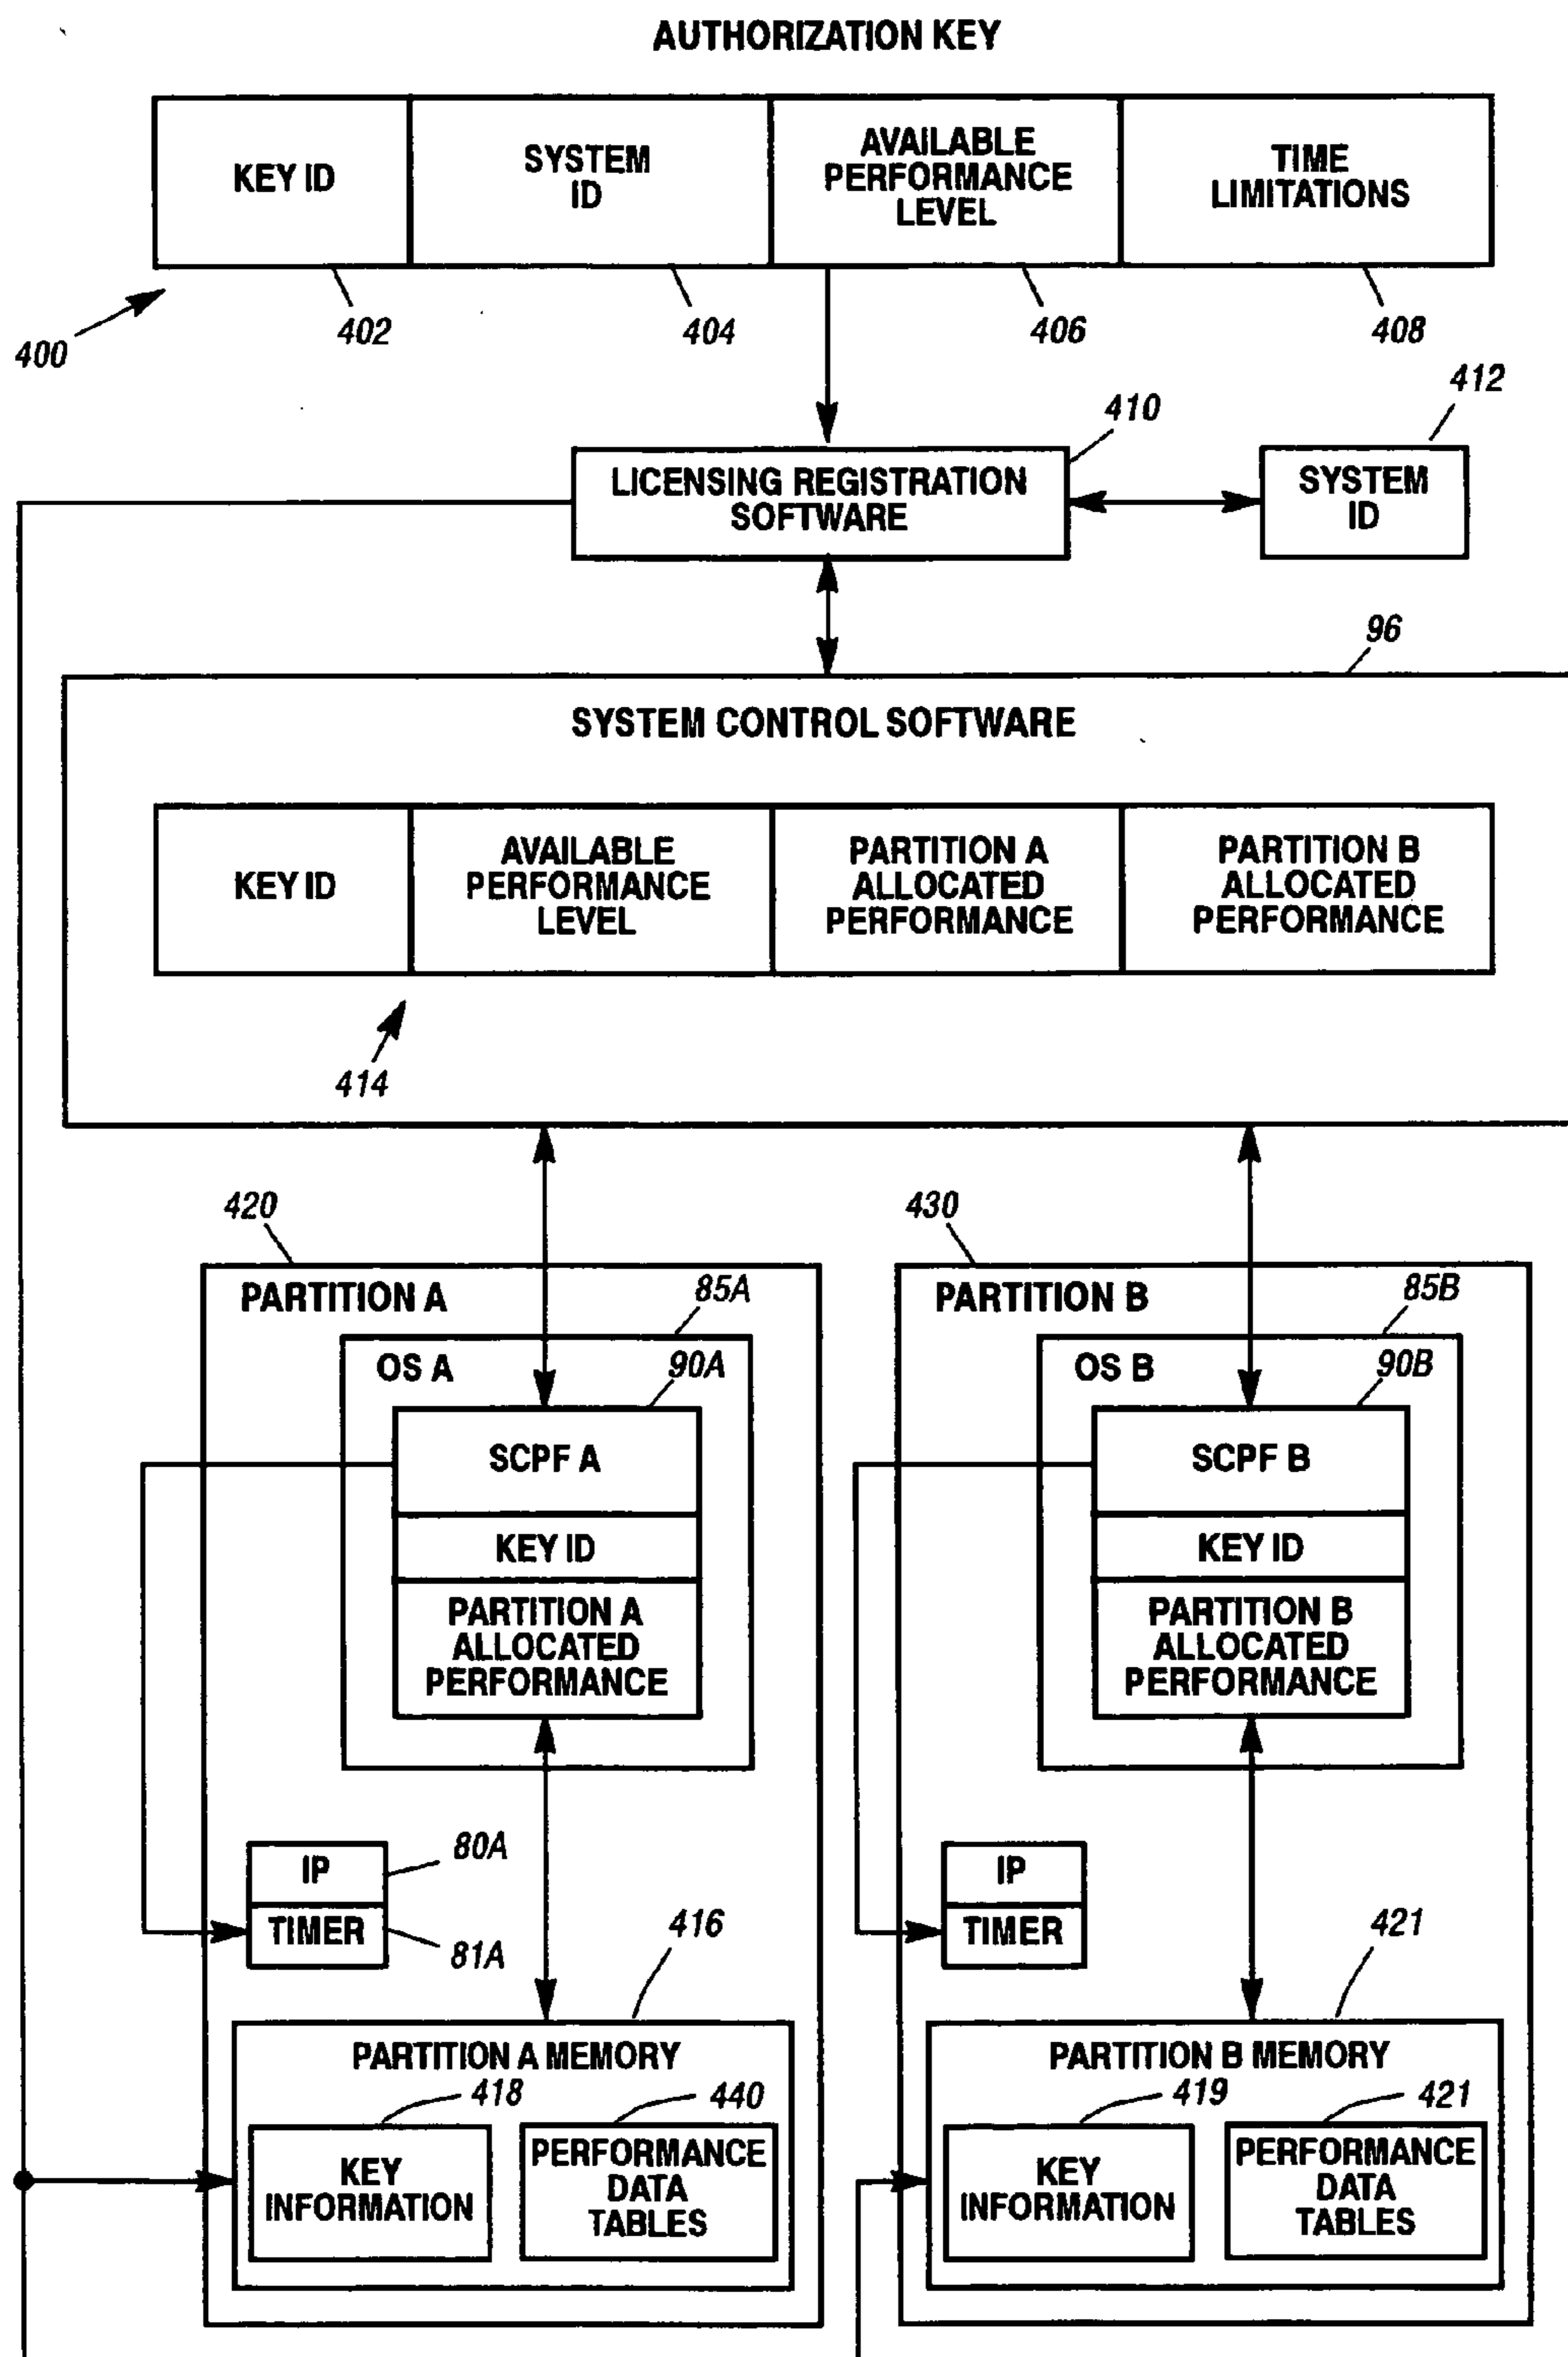 AUTHORIZATION KEY
KEY ID
SYSTEM
ID
AVAILABLE
PERFORMANCE
LEVEL
TIME
LIMITATIONS
400
402
404
406
408
410
412
LICENSING REGISTRATION
SOFTWARE
SYSTEM
ID
96
SYSTEM CONTROL SOFTWARE
KEY ID
AVAILABLE
PERFORMANCE
LEVEL
PARTITION A
ALLOCATED
PERFORMANCE
PARTITION B
ALLOCATED
PERFORMANCE
414
420
PARTITION A
85A
OS A
90A
SCPF A
KEY ID
PARTITION A
ALLOCATED
PERFORMANCE
IP
80A
TIMER
81A
416
PARTITION A MEMORY
418
440
KEY
INFORMATION
PERFORMANCE
DATA
TABLES
430
PARTITION B
85B
OS B
90B
SCPF B
KEY ID
PARTITION B
ALLOCATED
PERFORMANCE
IP
TIMER
421
PARTITION B MEMORY
419
421
KEY
INFORMATION
PERFORMANCE
DATA
TABLES